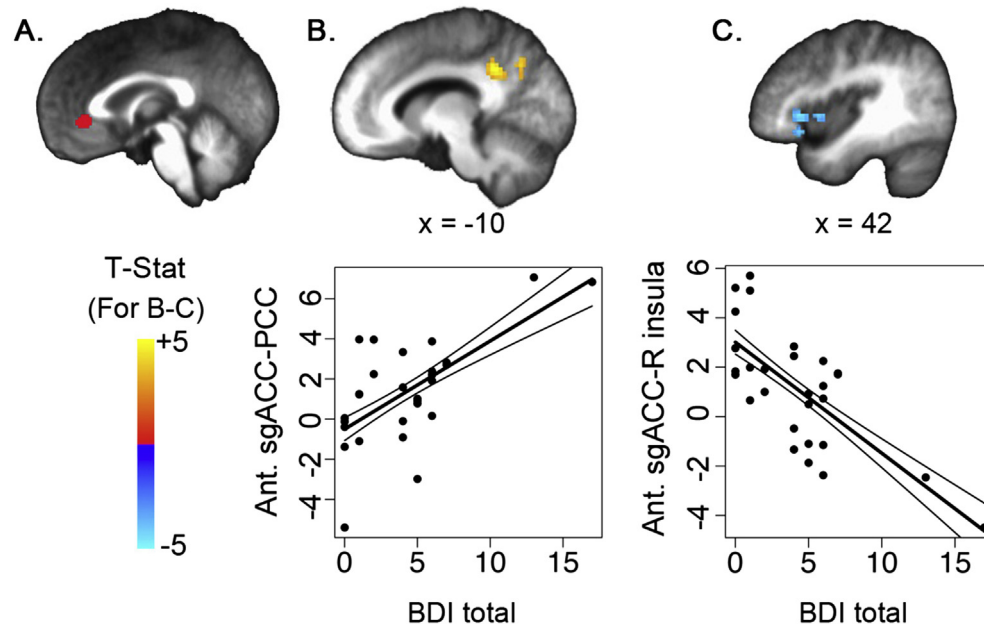 A.
B.
C.
x = -10
x = 42
T-Stat
(For B-C)
+5
-5
Ant. sgACC-PCC
6
4
2
0
-2
-4
0 5 10 15
BDI total
Ant. sgACC-R insula
6
4
2
0
-2
-4
0 5 10 15
BDI total